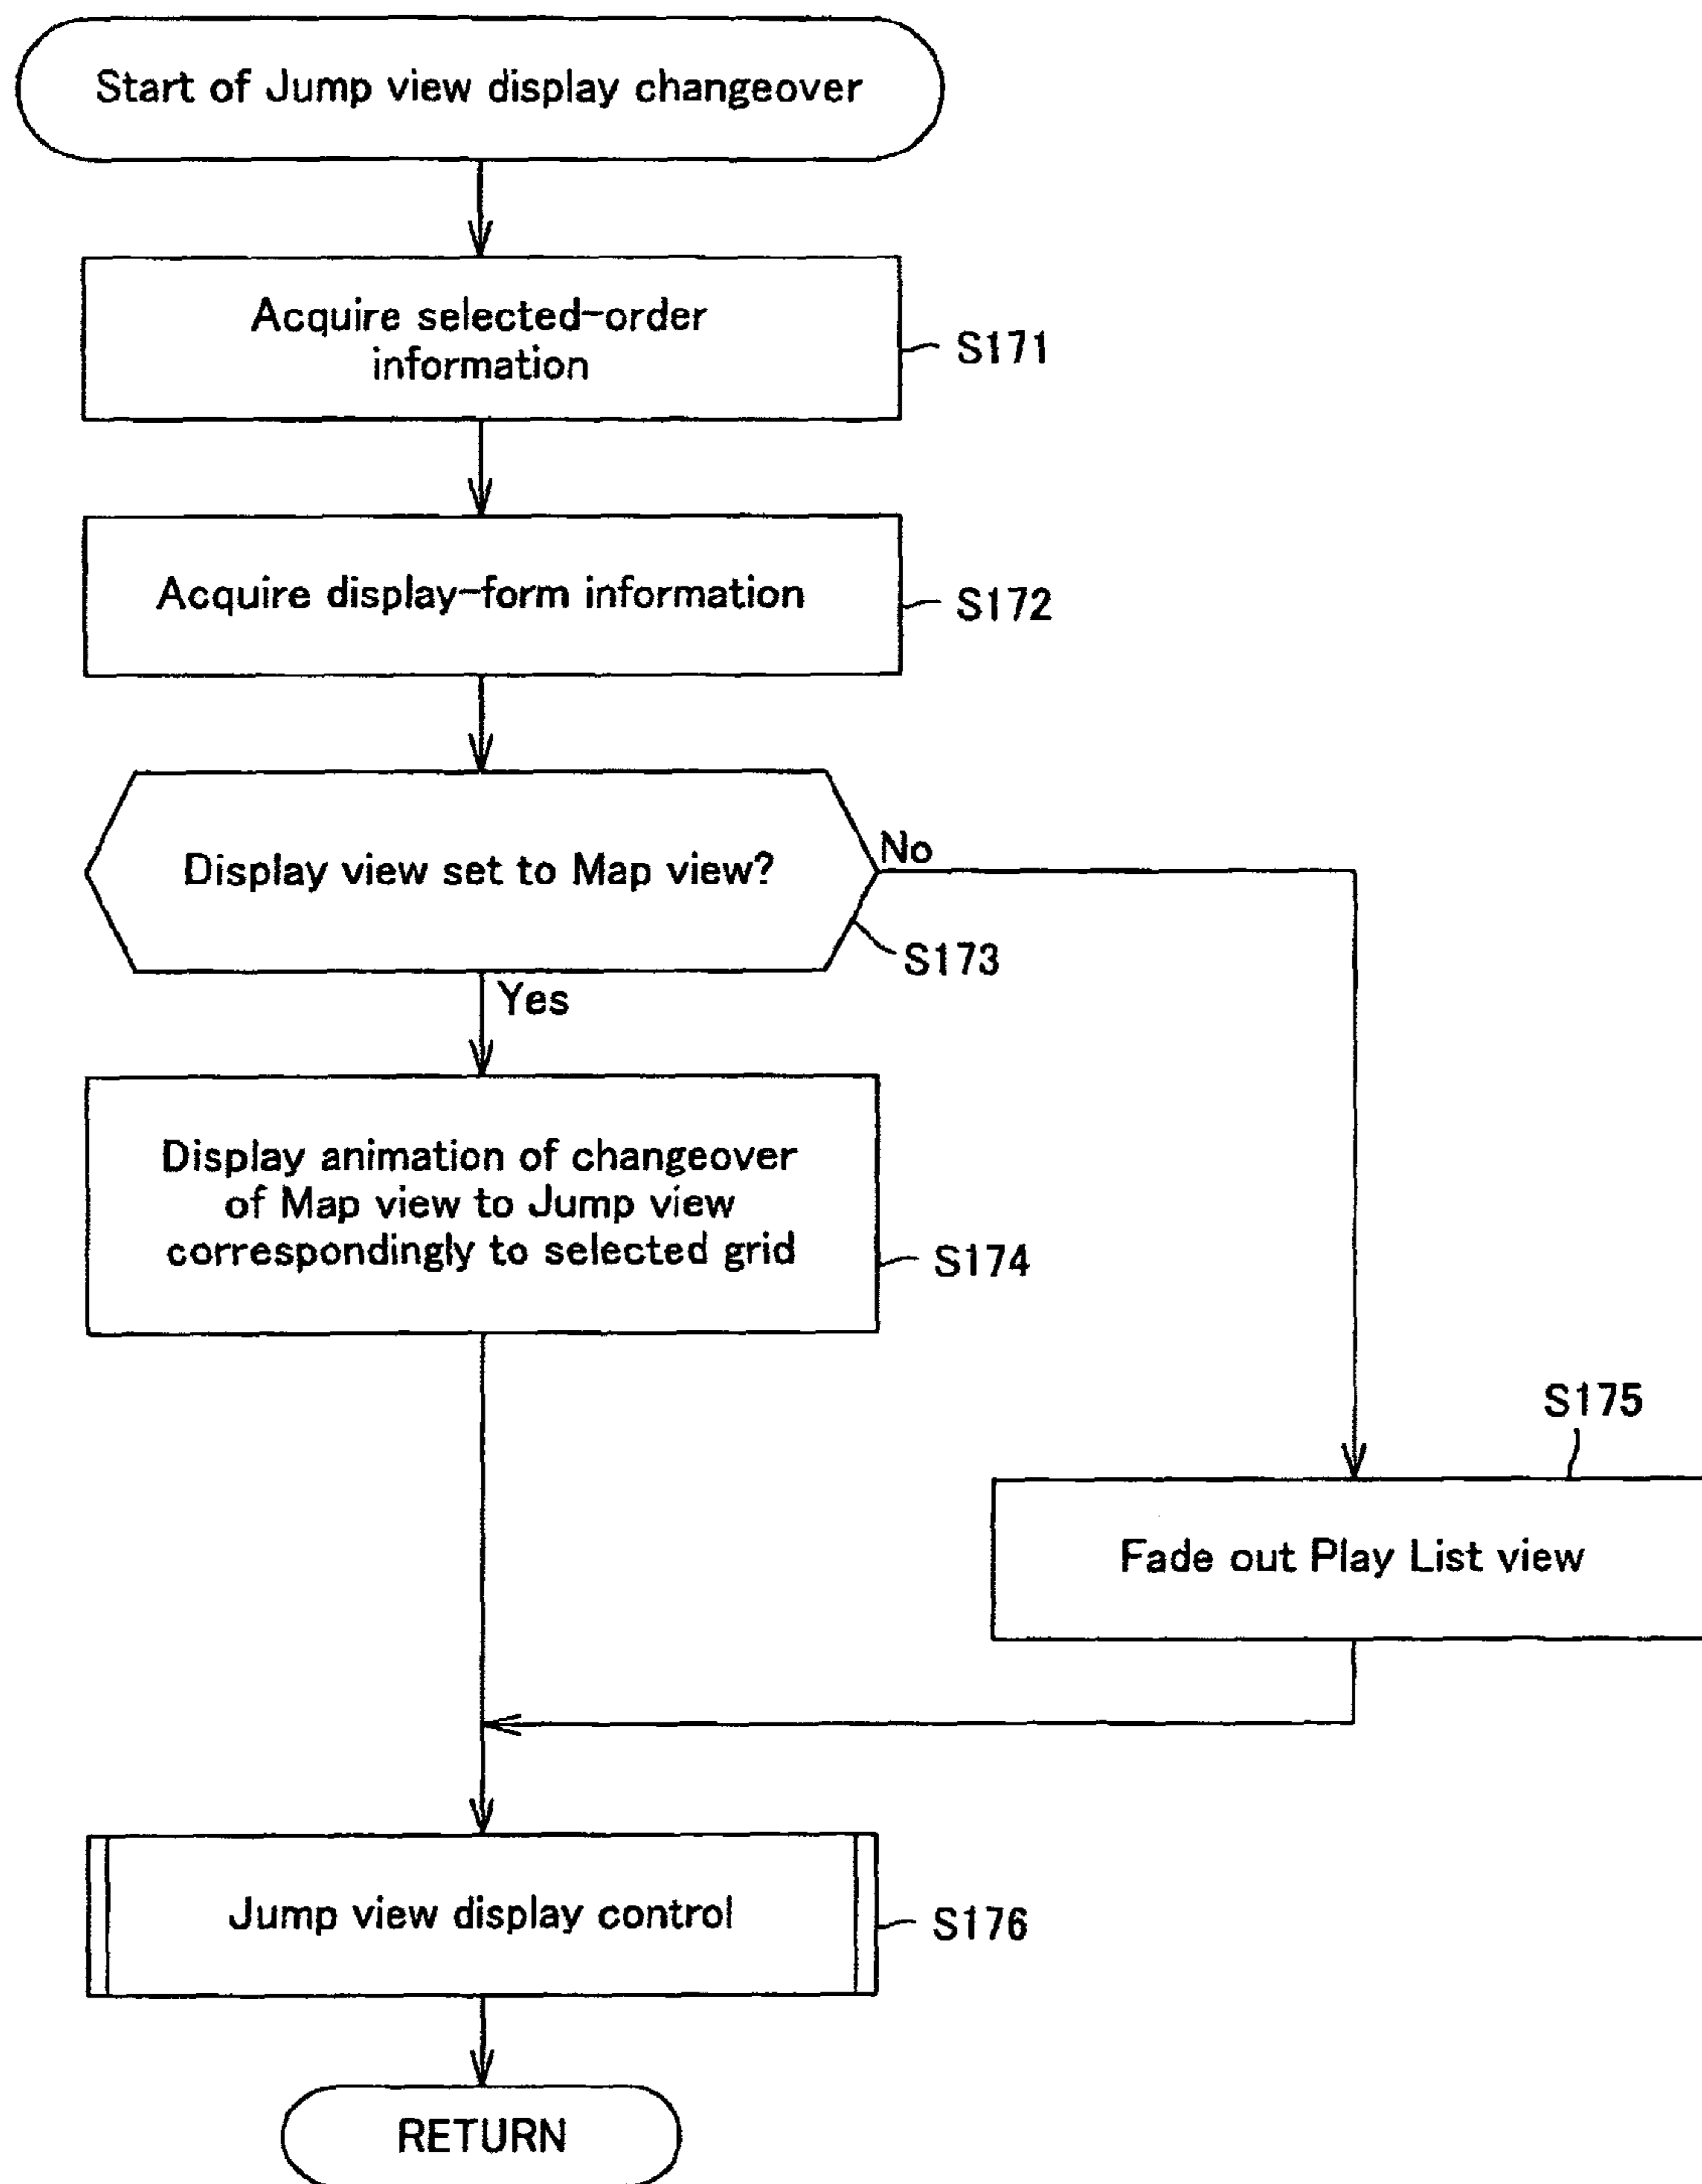 Start of Jump view display changeover
Acquire selected-order
information
S171
Acquire display-form information
S172
Display view set to Map view?
No
S173
Yes
Display animation of changeover
of Map view to Jump view
correspondingly to selected grid
S174
S175
Fade out Play List view
Jump view display control
S176
RETURN